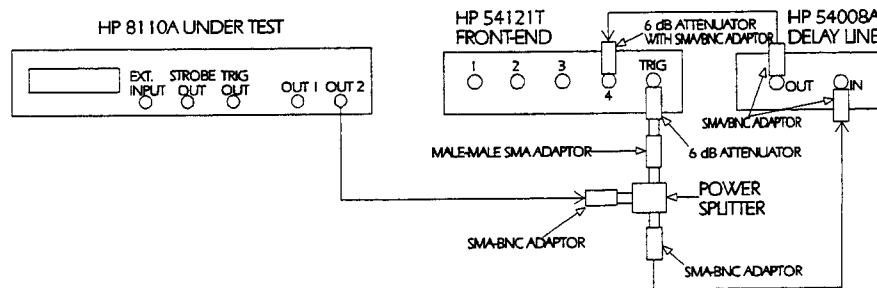 HP 8110A UNDER TEST
EXT. INPUT
STROBE OUT
TRIG OUT
OUT 1
OUT 2
HP 54121T
FRONT-END
6 dB ATTENUATOR
WITH SMA/BNC ADAPTOR
HP 54008A
DELAY LINE
1
2
3
4
TRIG
OUT
IN
SMA/BNC ADAPTOR
MALE-MALE SMA ADAPTOR
6 dB ATTENUATOR
POWER
SPLITTER
SMA-BNC ADAPTOR
SMA-BNC ADAPTOR